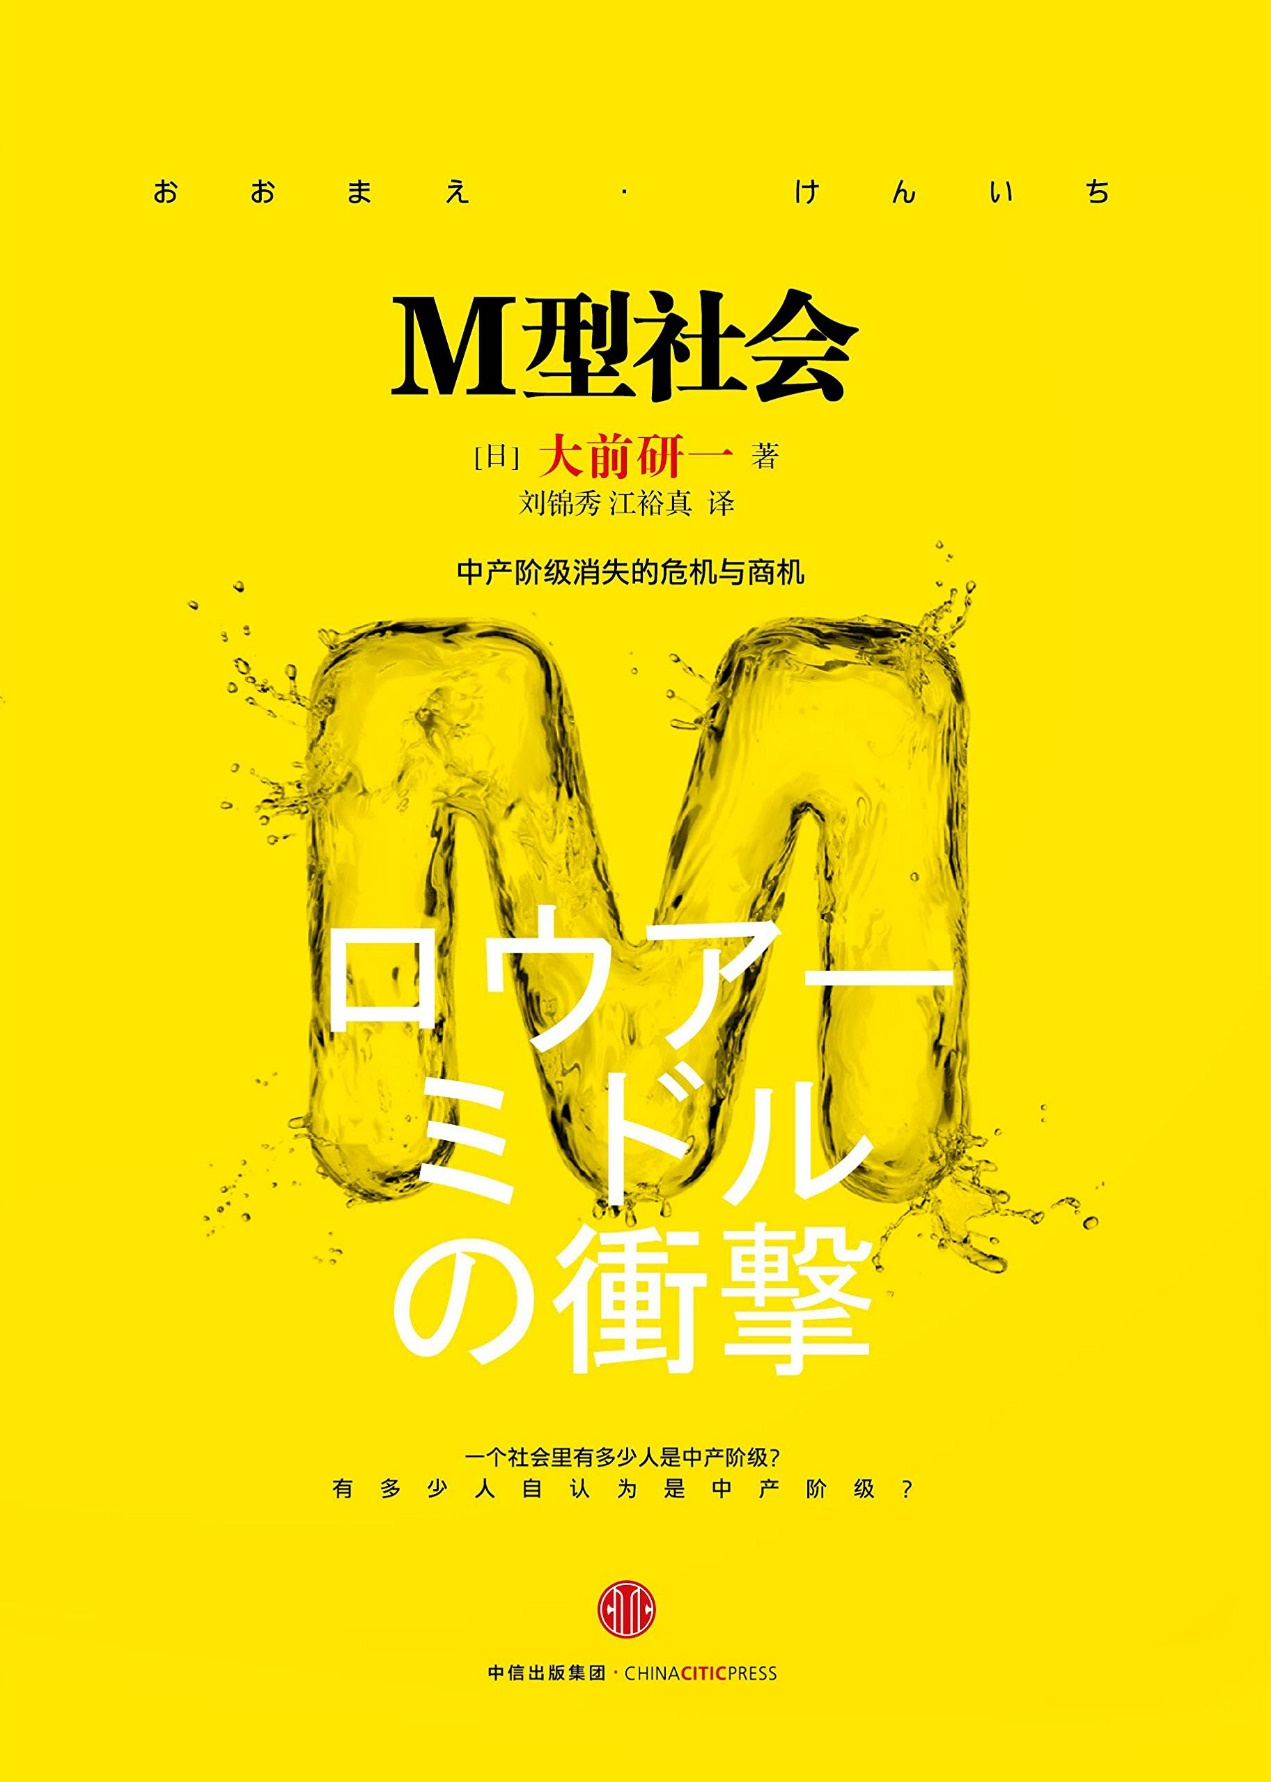 おおまえ・けんいち
M型社会
[日] 大前研一 著
刘锦秀 江裕真 译
中产阶级消失的危机与商机
ロウアー
ミドル
の衝撃
一个社会里有多少人是中产阶级？
有多少人自认为是中产阶级？
中信出版集团·CHINACITICPRESS